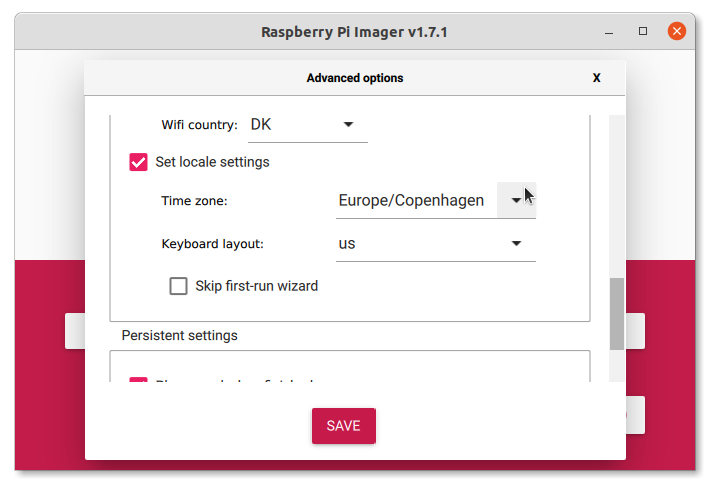 Raspberry Pi Imager v1.7.1
Advanced options
X
Wifi country: DK
Set locale settings
Time zone: Europe/Copenhagen
Keyboard layout: us
Skip first-run wizard
Persistent settings
SAVE